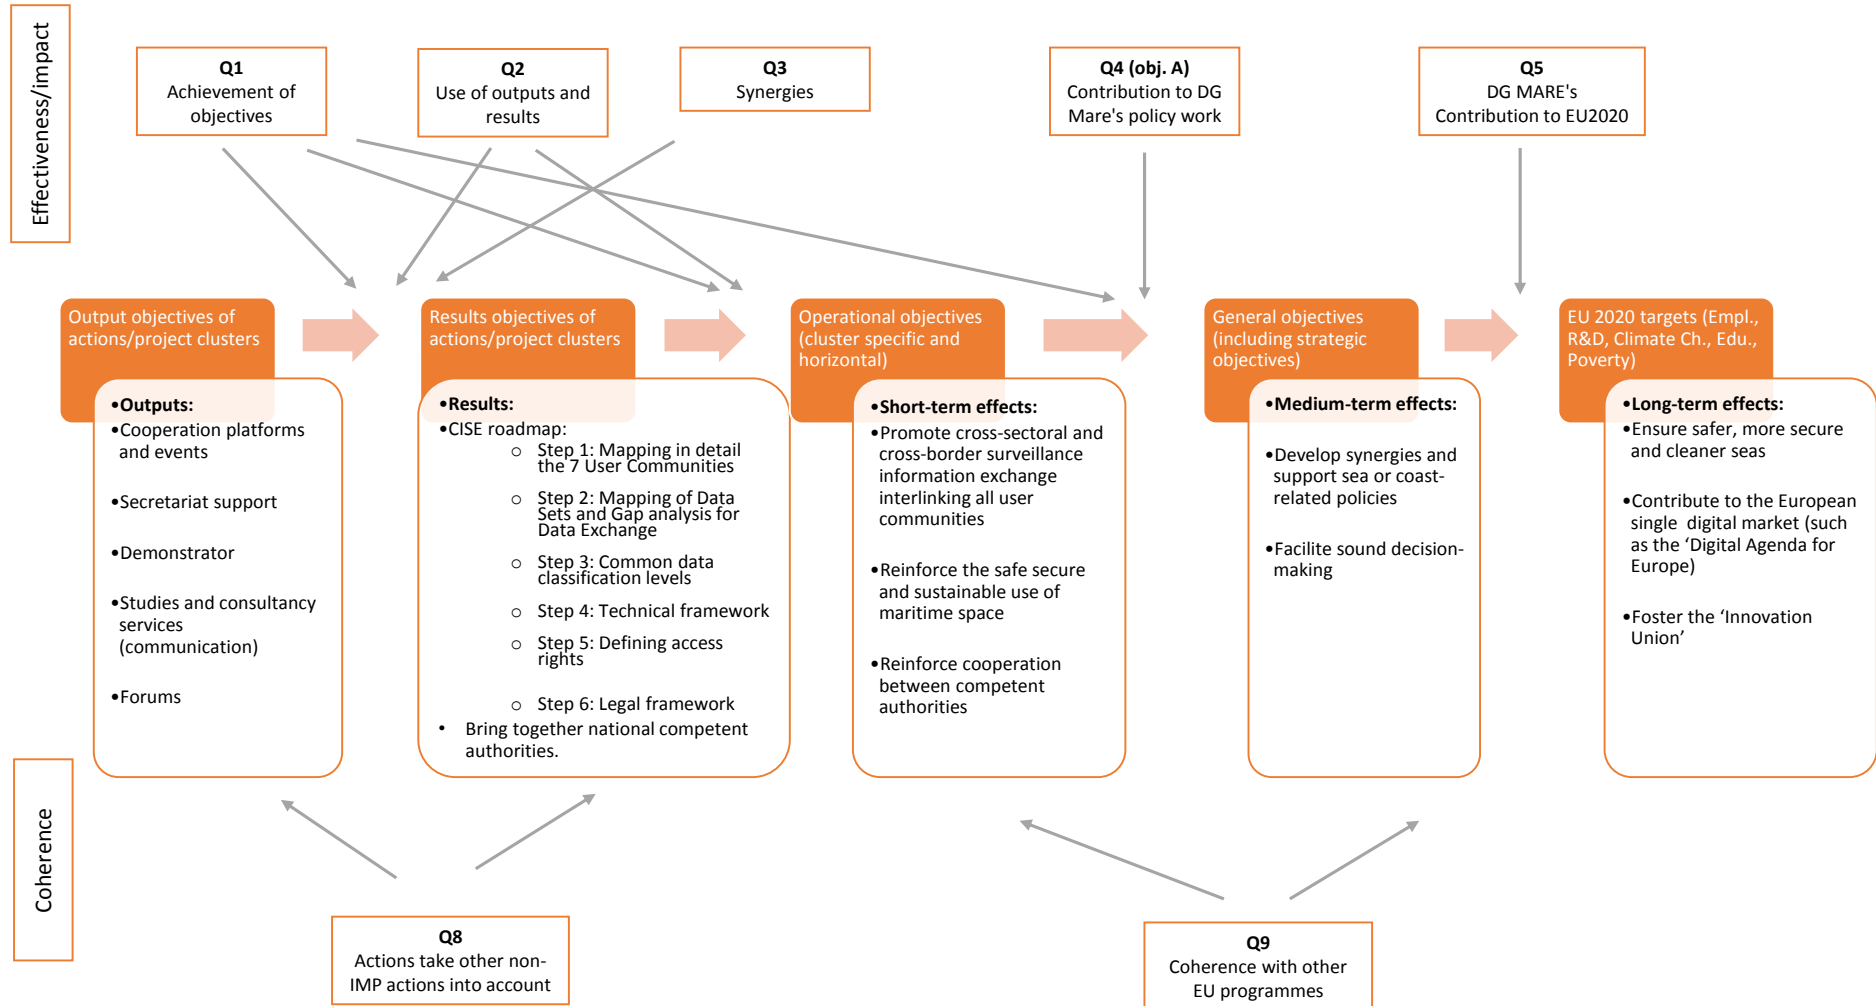 Effectiveness/impact
Q1
Achievement of
objectives
Q2
Use of outputs and
results
Q3
Synergies
Q4 (obj. A)
Contribution to DG
Mare's policy work
Q5
DG MARE's
Contribution to EU2020
Output objectives of
actions/project clusters
•Outputs:
•Cooperation platforms
and events
•Secretariat support
•Demonstrator
•Studies and consultancy
services
(communication)
•Forums
Results objectives of
actions/project clusters
•Results:
•CISE roadmap:
o Step 1: Mapping in detail
the 7 User Communities
o Step 2: Mapping of Data
Sets and Gap analysis for
Data Exchange
o Step 3: Common data
classification levels
o Step 4: Technical framework
o Step 5: Defining access
rights
o Step 6: Legal framework
• Bring together national competent
authorities.
Operational objectives
(cluster specific and
horizontal)
•Short-term effects:
•Promote cross-sectoral and
cross-border surveillance
information exchange
interlinking all user
communities
•Reinforce the safe secure
and sustainable use of
maritime space
•Reinforce cooperation
between competent
authorities
General objectives
(including strategic
objectives)
•Medium-term effects:
•Develop synergies and
support sea or coast-
related policies
•Facilite sound decision-
making
EU 2020 targets (Empl.,
R&D, Climate Ch., Edu.,
Poverty)
•Long-term effects:
•Ensure safer, more secure
and cleaner seas
•Contribute to the European
single  digital market (such
as the ‘Digital Agenda for
Europe)
•Foster the ‘Innovation
Union’
Coherence
Q8
Actions take other non-
IMP actions into account
Q9
Coherence with other
EU programmes